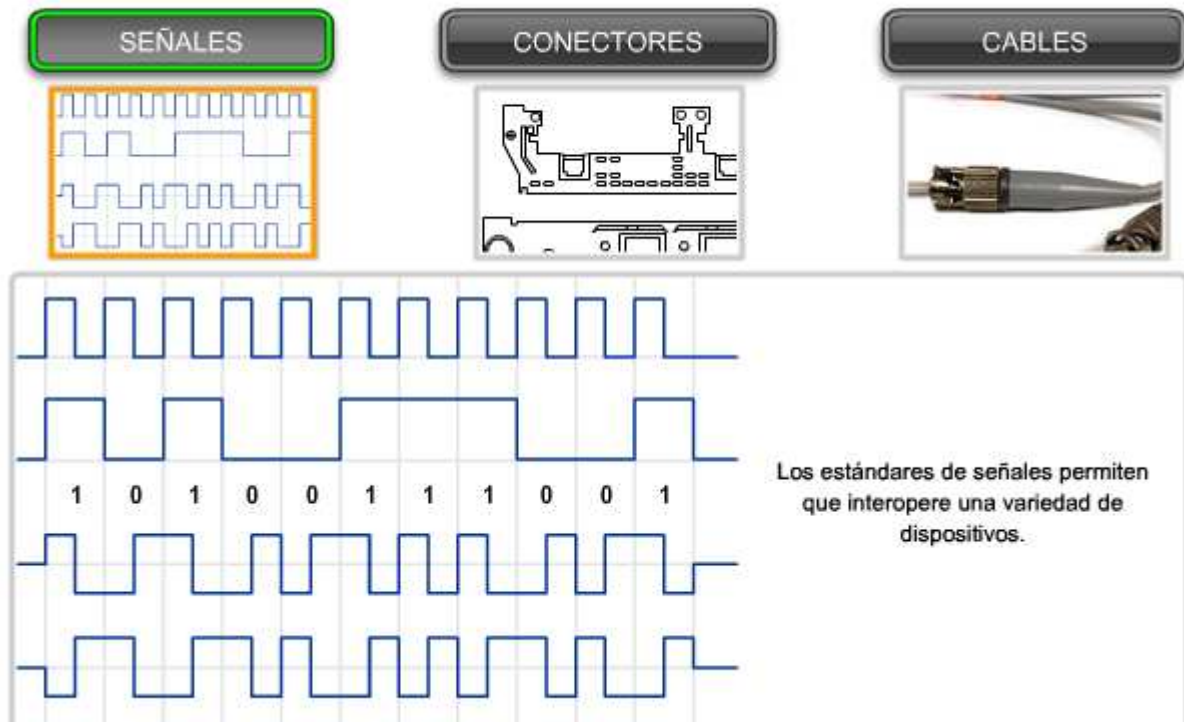 SEÑALES
CONECTORES
CABLES
1 0 1 0 0 1 1 1 0 0 1
Los estándares de señales permiten
que interopere una variedad de
dispositivos.